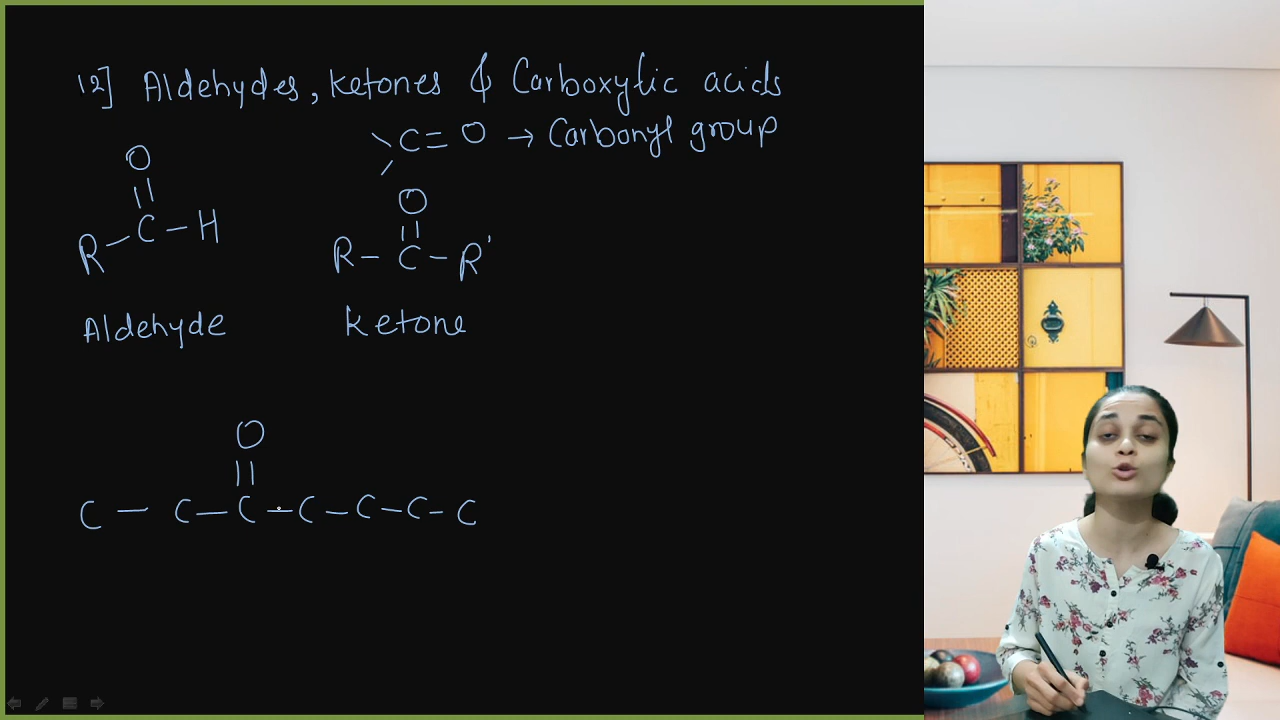 12] Aldehydes, ketones & Carboxylic acids
C = O → Carbonyl group
O O
|| ||
R - C - H R - C - R'
Aldehyde ketone
O
||
C - C - C - C - C - C - C